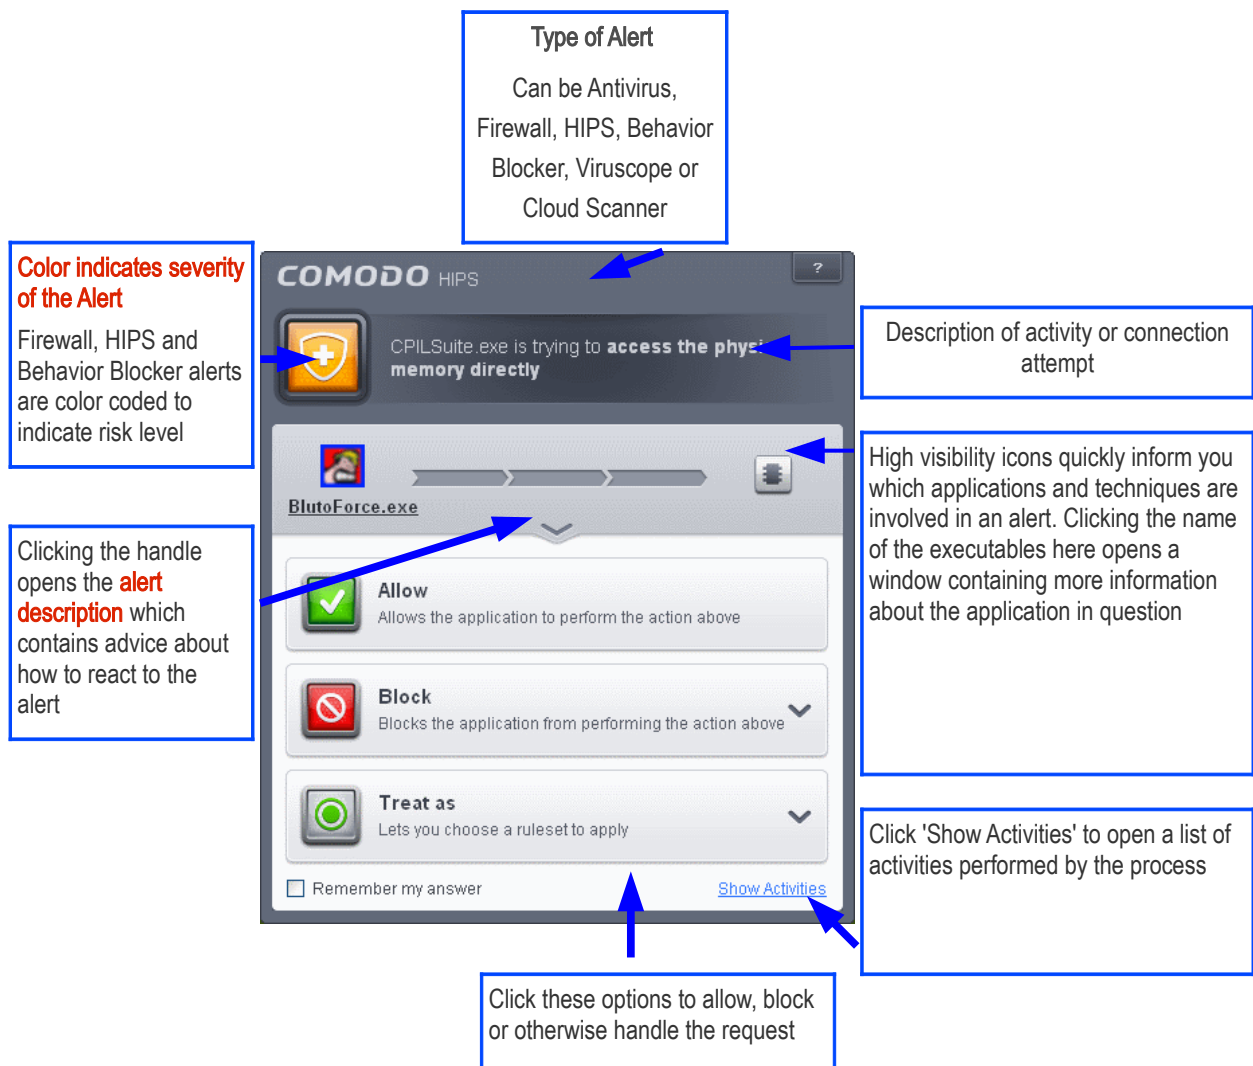 Type of Alert
Can be Antivirus,
Firewall, HIPS, Behavior
Blocker, Viruscope or
Cloud Scanner
Color indicates severity
of the Alert
Firewall, HIPS and
Behavior Blocker alerts
are color coded to
indicate risk level
COMODO HIPS
?
CPILSuite.exe is trying to access the physi
memory directly
Description of activity or connection
attempt
BlutoForce.exe
High visibility icons quickly inform you
which applications and techniques are
involved in an alert. Clicking the name
of the executables here opens a
window containing more information
about the application in question
Clicking the handle
opens the alert
description which
contains advice about
how to react to the
alert
Allow
Allows the application to perform the action above
Block
Blocks the application from performing the action above
Treat as
Lets you choose a ruleset to apply
Remember my answer
Show Activities
Click 'Show Activities' to open a list of
activities performed by the process
Click these options to allow, block
or otherwise handle the request